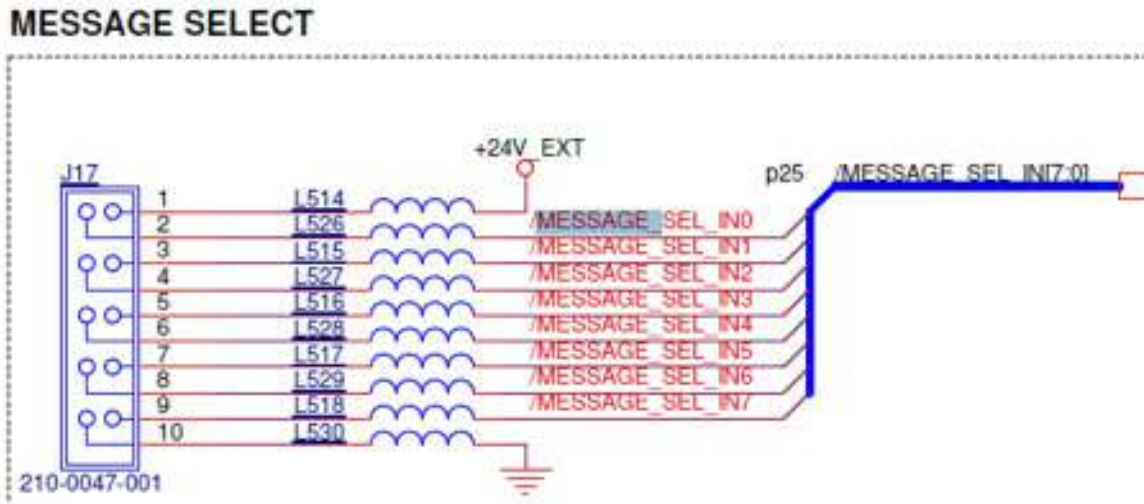 MESSAGE SELECT
+24V_EXT
J17
p25 /MESSAGE_SEL_IN[7:0]
1 L514
2 L526 /MESSAGE_SEL_IN0
3 L515 /MESSAGE_SEL_IN1
4 L527 /MESSAGE_SEL_IN2
5 L516 /MESSAGE_SEL_IN3
6 L528 /MESSAGE_SEL_IN4
7 L517 /MESSAGE_SEL_IN5
8 L529 /MESSAGE_SEL_IN6
9 L518 /MESSAGE_SEL_IN7
10 L530
210-0047-001